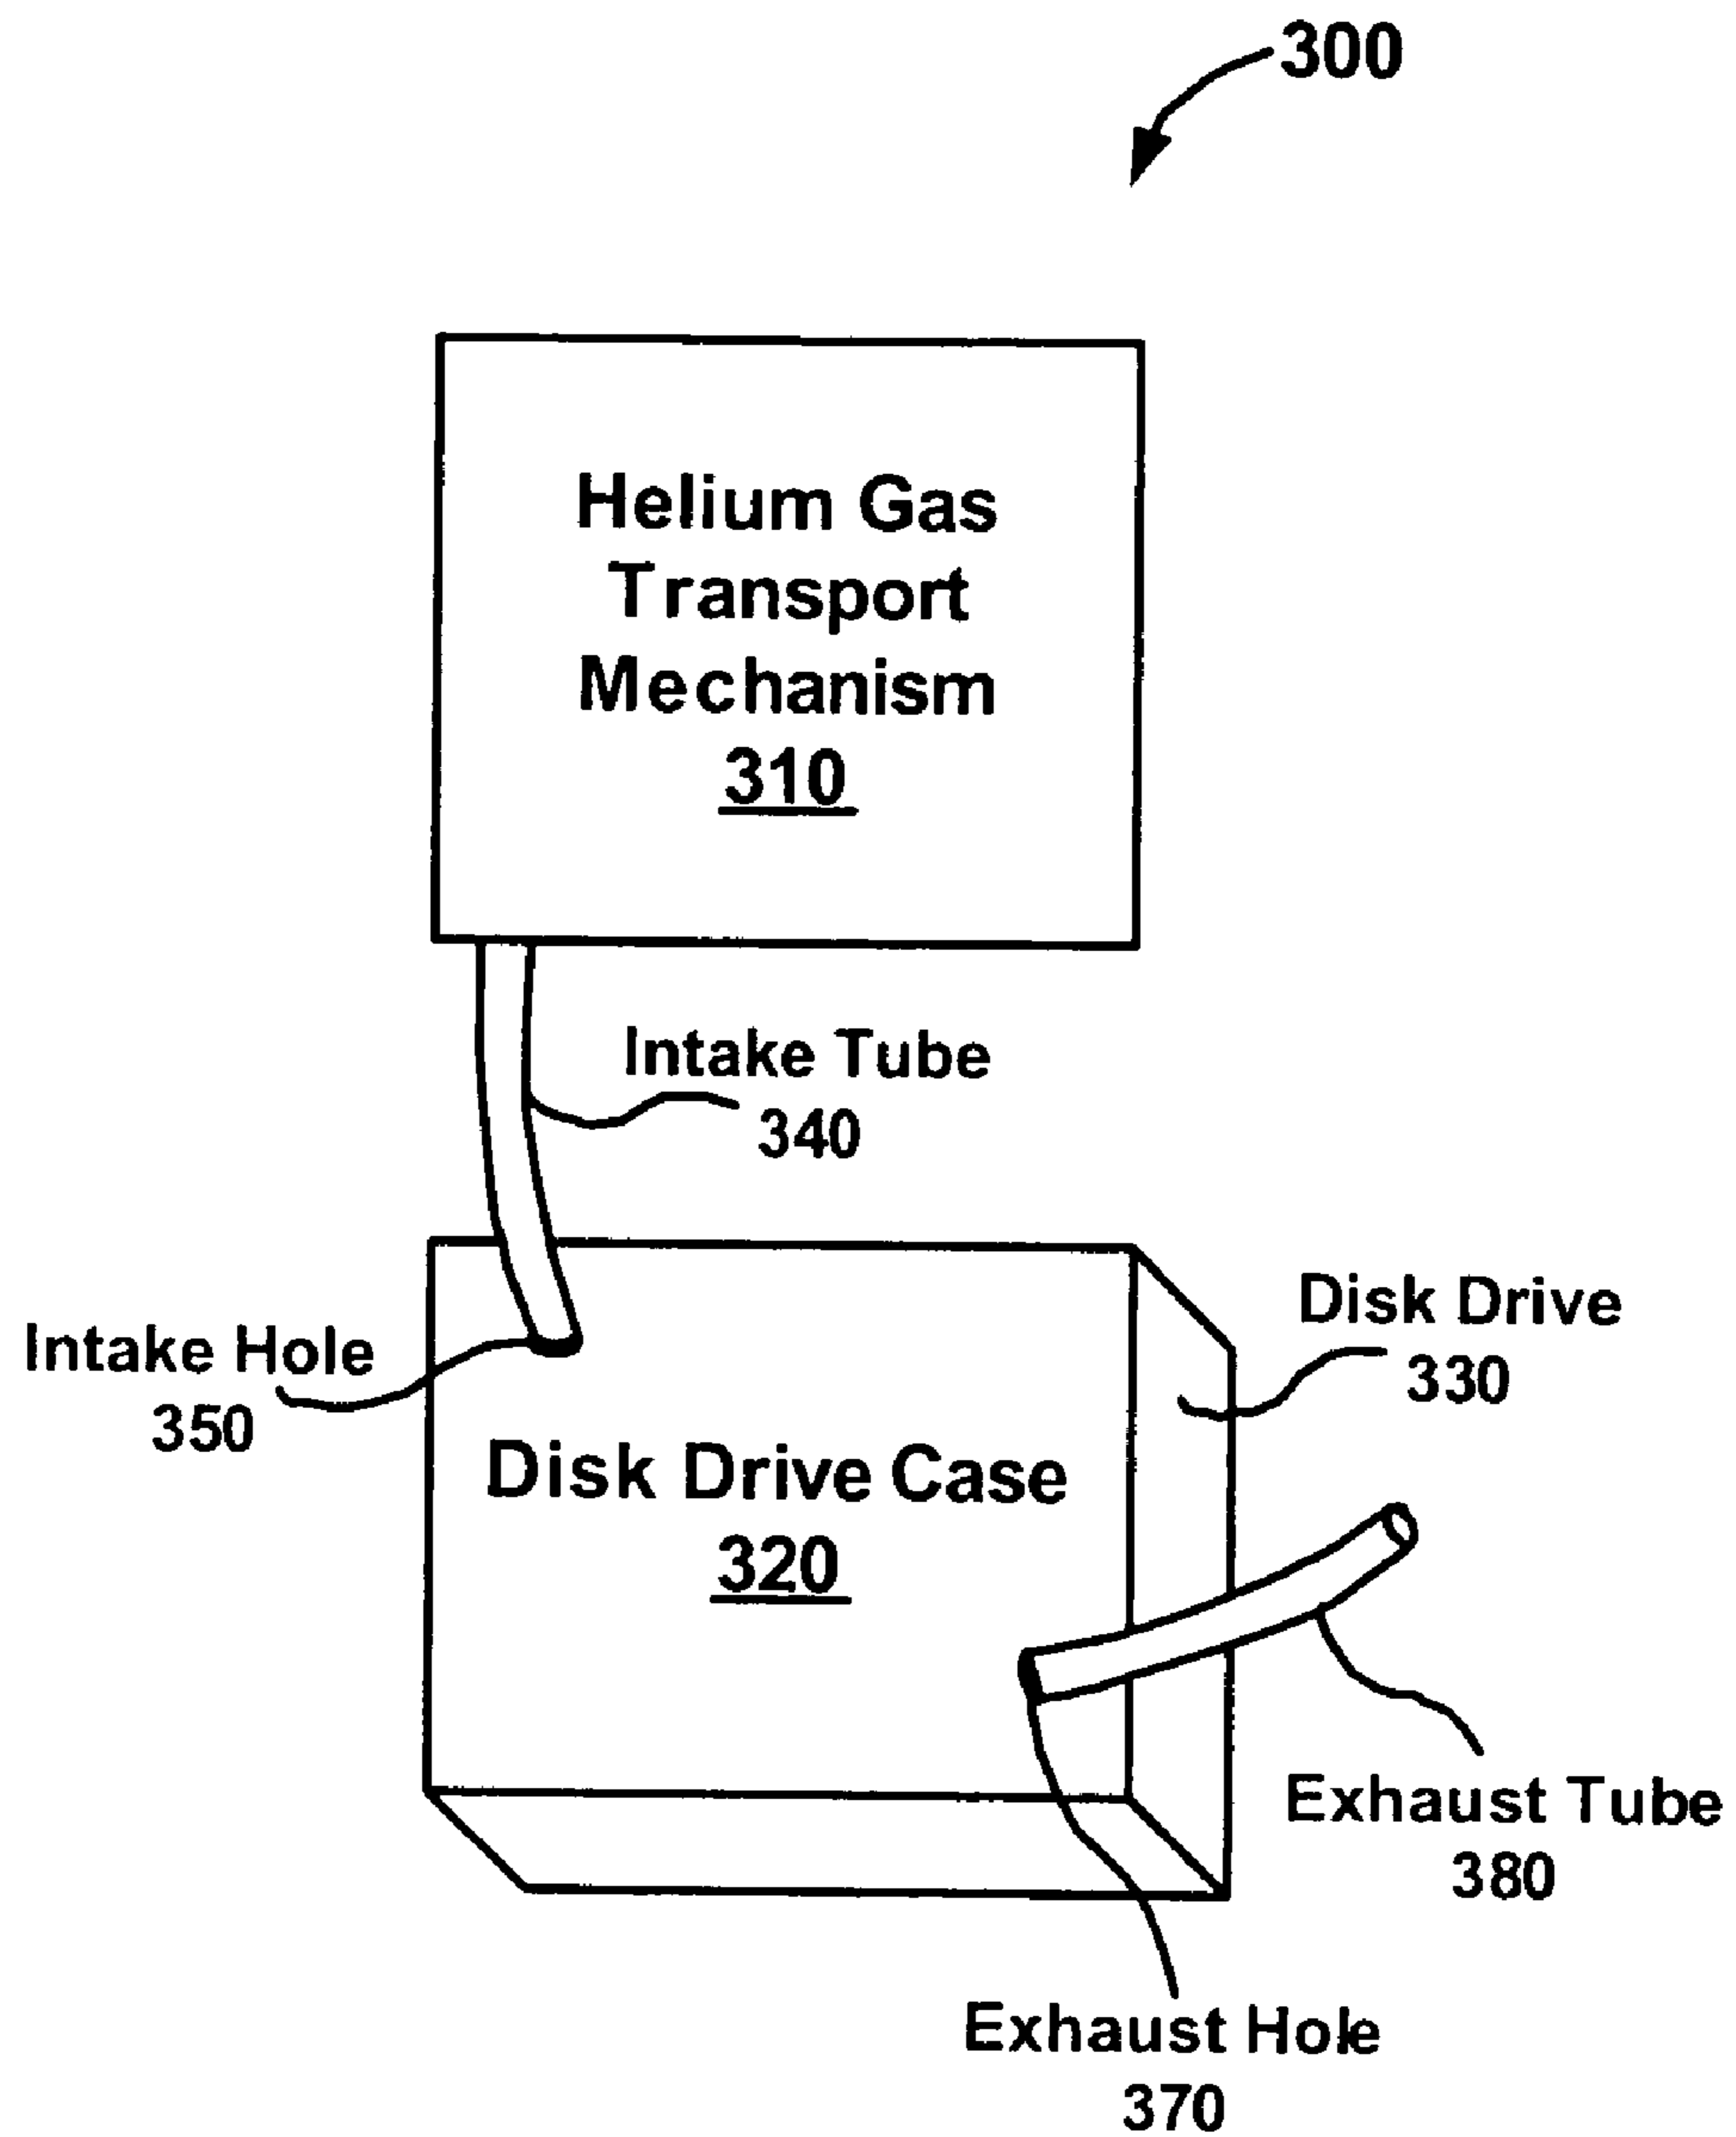 300
Helium Gas
Transport
Mechanism
310
Intake Tube
340
Intake Hole
350
Disk Drive
330
Disk Drive Case
320
Exhaust Tube
380
Exhaust Hole
370